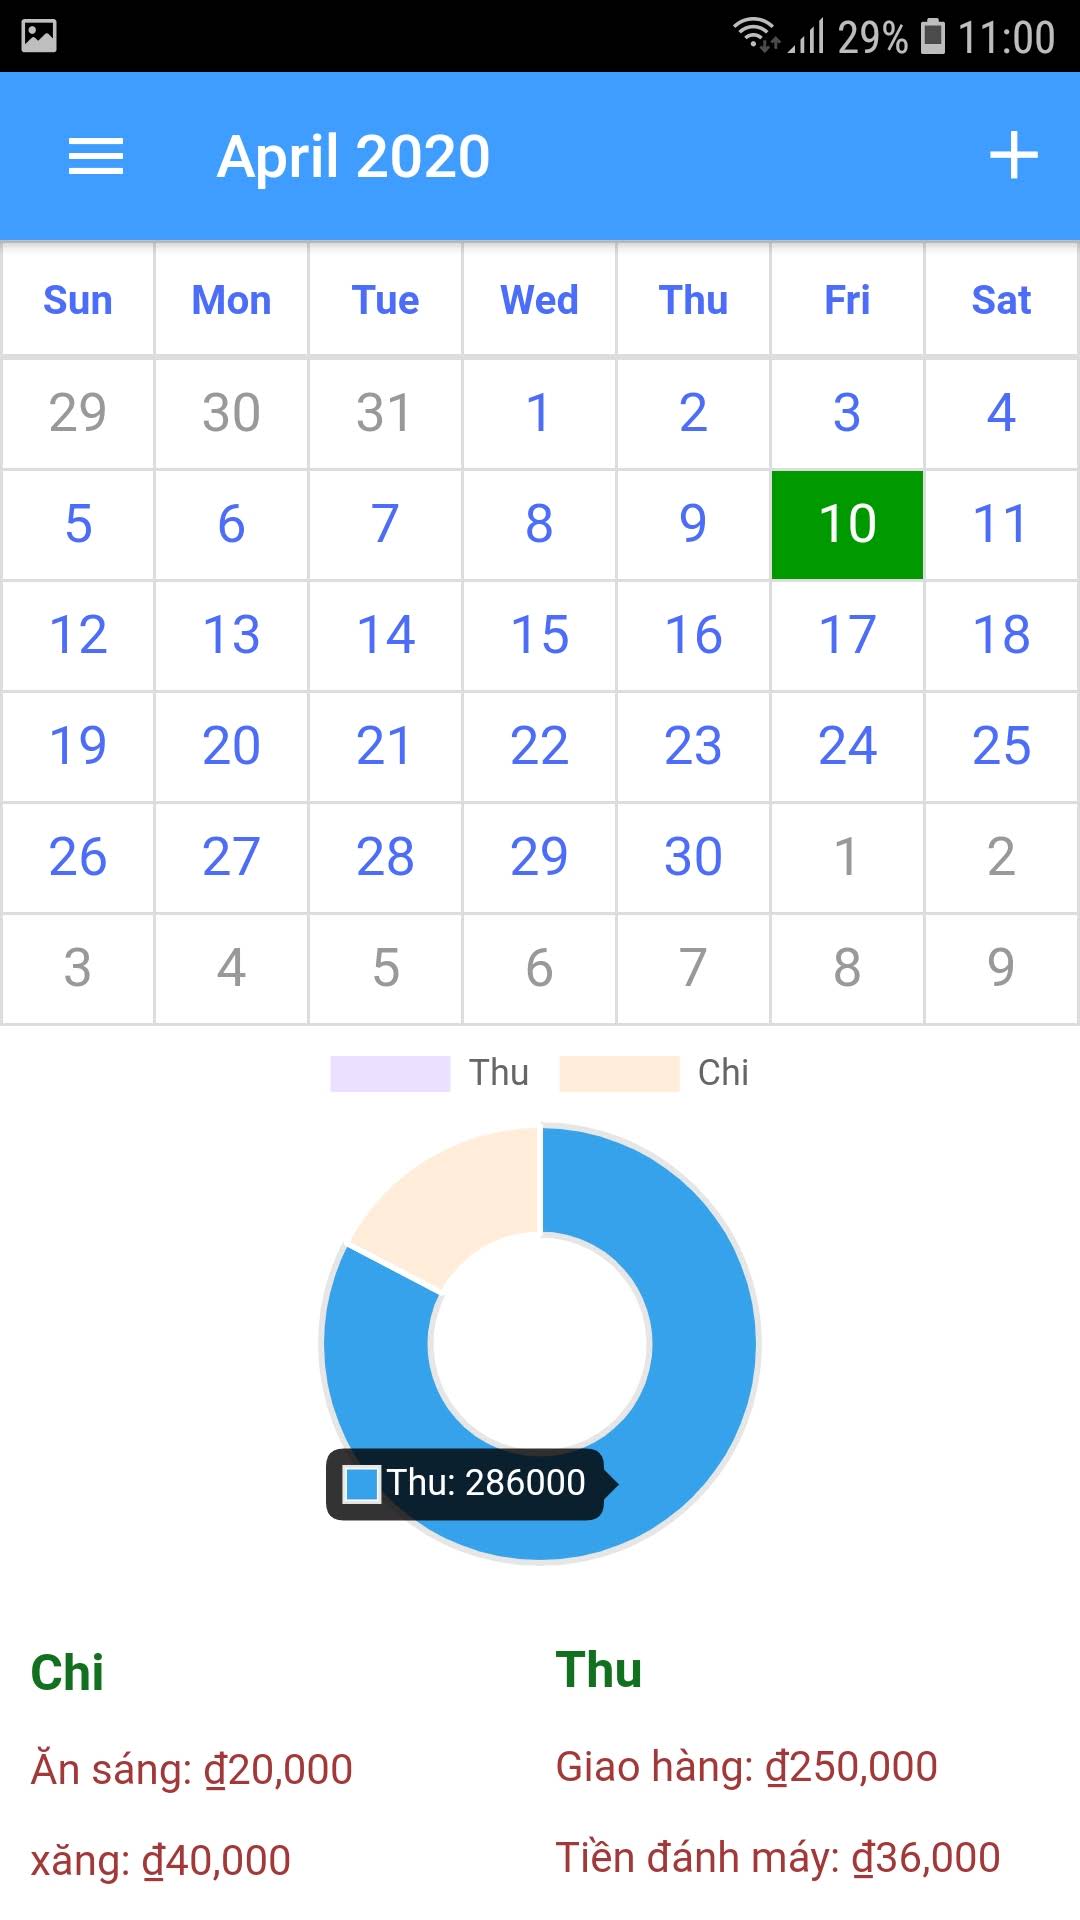 29% 11:00
April 2020
Sun Mon Tue Wed Thu Fri Sat
29 30 31 1 2 3 4
5 6 7 8 9 10 11
12 13 14 15 16 17 18
19 20 21 22 23 24 25
26 27 28 29 30 1 2
3 4 5 6 7 8 9
Thu Chi
Thu: 286000
Chi Thu
Ăn sáng: ₫20,000 Giao hàng: ₫250,000
xăng: ₫40,000 Tiền đánh máy: ₫36,000